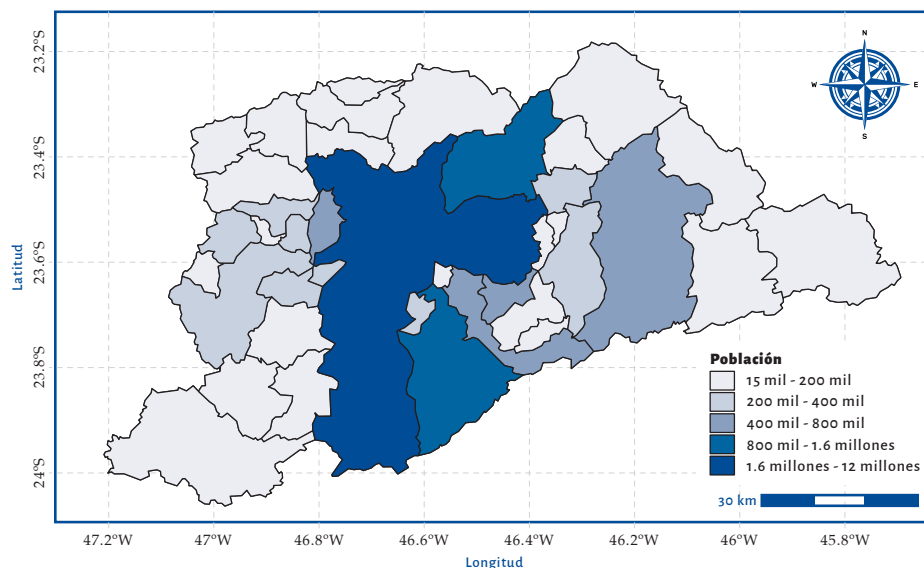 23.2°S
23.4°S
23.6°S
23.8°S
24°S
Latitud
N
W
E
S
Población
15 mil - 200 mil
200 mil - 400 mil
400 mil - 800 mil
800 mil - 1.6 millones
1.6 millones - 12 millones
30 km
47.2°W
47°W
46.8°W
46.6°W
46.4°W
46.2°W
46°W
45.8°W
Longitud